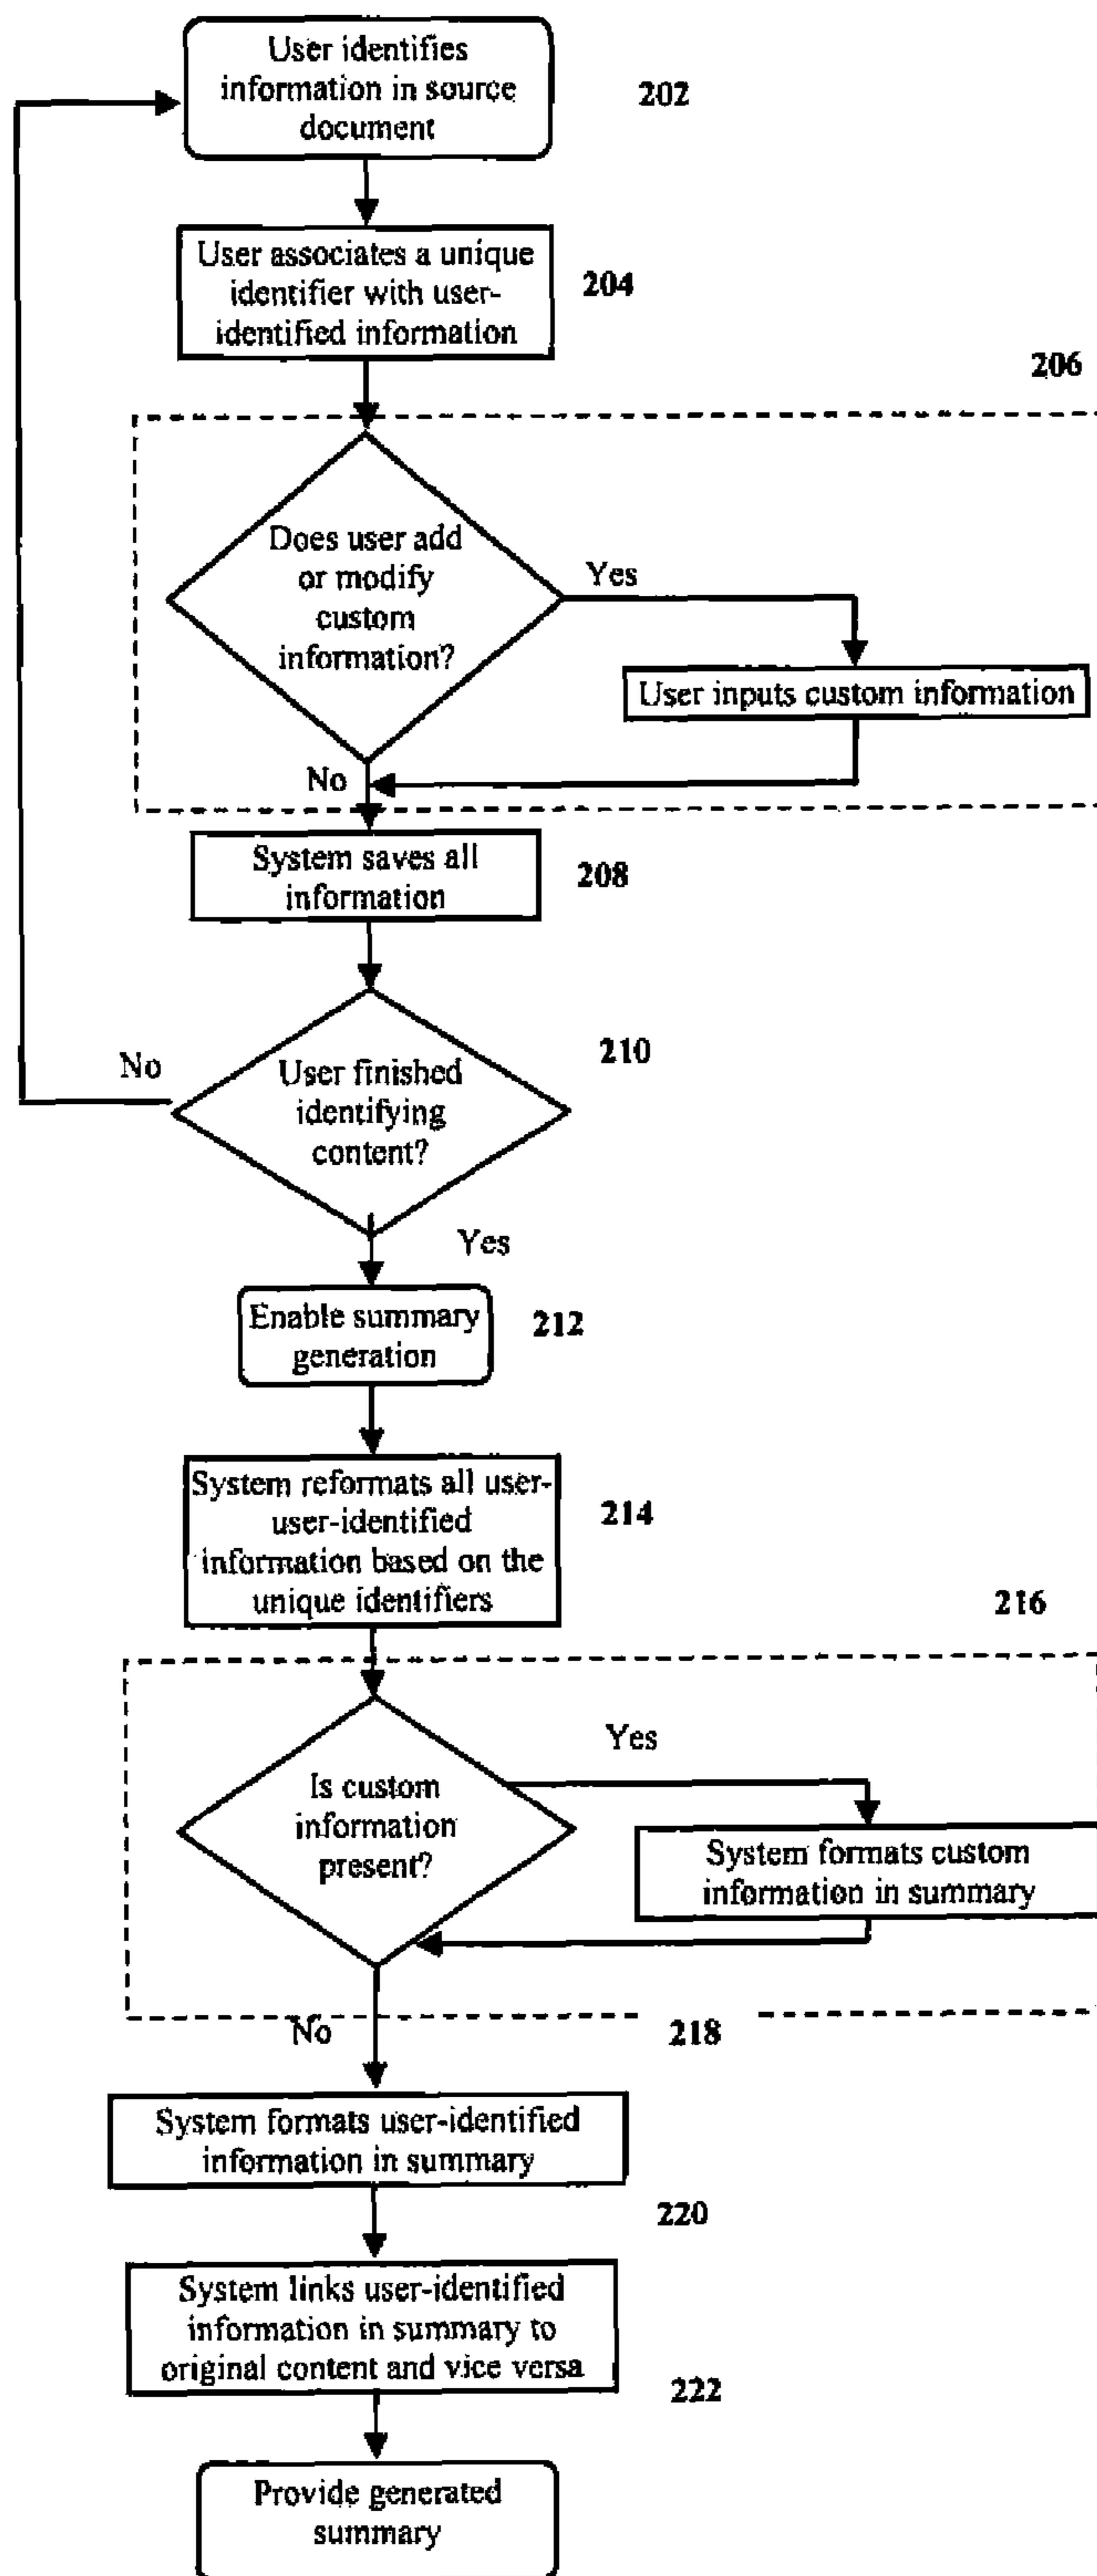 User identifies
information in source
document
202
User associates a unique
identifier with user-
identified information
204
206
Does user add
or modify
custom
information?
Yes
User inputs custom information
No
System saves all
information
208
210
No
User finished
identifying
content?
Yes
Enable summary
generation
212
System reformats all user-
user-identified
information based on the
unique identifiers
214
216
Is custom
information
present?
Yes
System formats custom
information in summary
No
218
System formats user-identified
information in summary
220
System links user-identified
information in summary to
original content and vice versa
222
Provide generated
summary